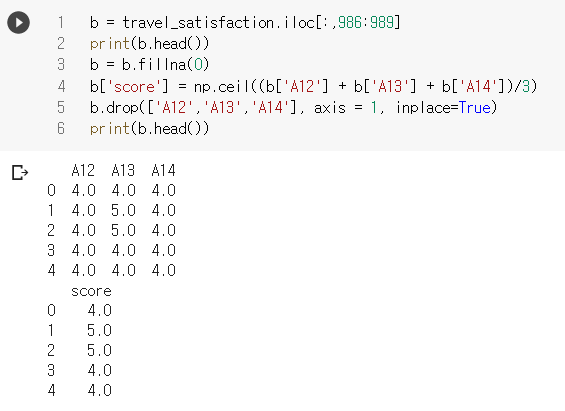 1 b = travel_satisfaction.iloc[:,986:989]
2 print(b.head())
3 b = b.fillna(0)
4 b['score'] = np.ceil((b['A12'] + b['A13'] + b['A14'])/3)
5 b.drop(['A12','A13','A14'], axis = 1, inplace=True)
6 print(b.head())
A12 A13 A14
0 4.0 4.0 4.0
1 4.0 5.0 4.0
2 4.0 5.0 4.0
3 4.0 4.0 4.0
4 4.0 4.0 4.0
score
0 4.0
1 5.0
2 5.0
3 4.0
4 4.0